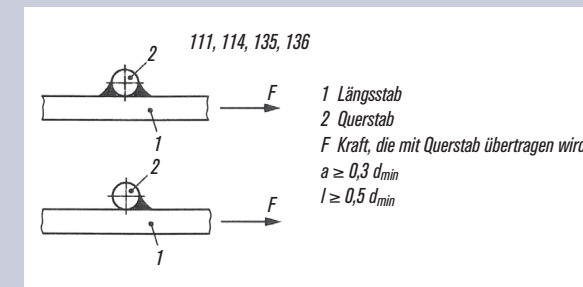 111, 114, 135, 136
2
F
1
2
F
1
1 Längsstab
2 Querstab
F Kraft, die mit Querstab übertragen wird
a ≥ 0,3 dmin
l ≥ 0,5 dmin